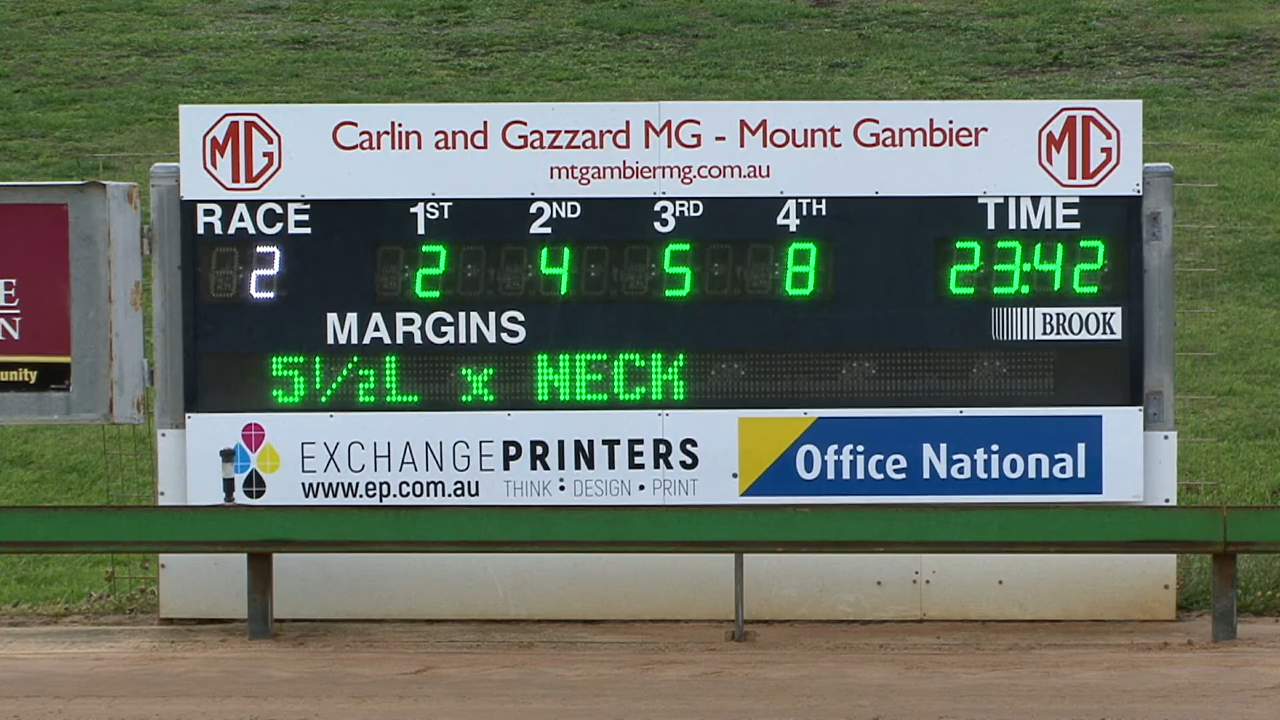 MG Carlin and Gazzard MG - Mount Gambier MG
mtgambiermg.com.au
RACE 1ST 2ND 3RD 4TH TIME
2 2 4 5 8 23:42
MARGINS BROOK
5½L x NECK
EXCHANGEPRINTERS
www.ep.com.au THINK • DESIGN • PRINT
Office National
E
N
unity